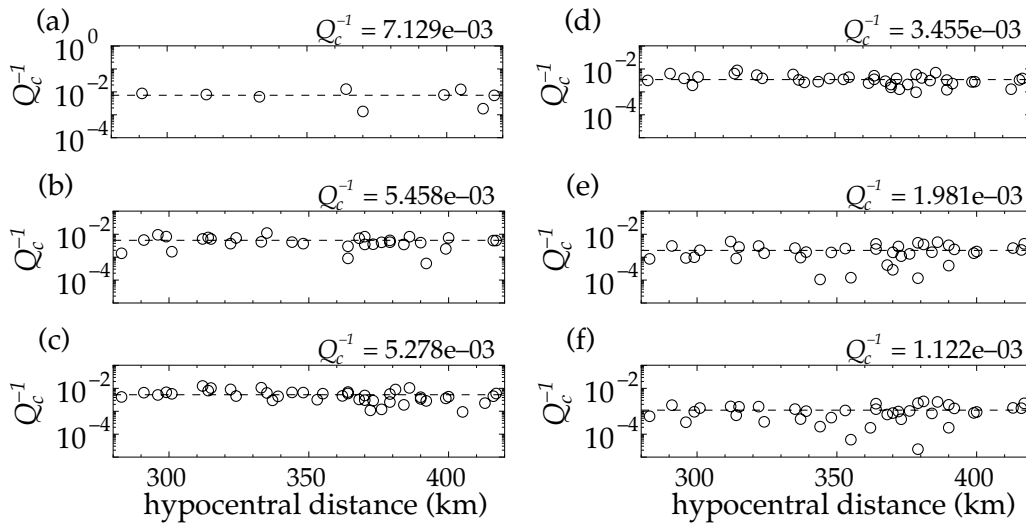 (a)
Q_c^{-1} = 7.129e–03
10^0
10^{-2}
10^{-4}
Q_c^{-1}
(b)
Q_c^{-1} = 5.458e–03
10^{-2}
10^{-4}
Q_c^{-1}
(c)
Q_c^{-1} = 5.278e–03
10^{-2}
10^{-4}
Q_c^{-1}
300 350 400
hypocentral distance (km)
(d)
Q_c^{-1} = 3.455e–03
10^0
10^{-2}
10^{-4}
Q_c^{-1}
(e)
Q_c^{-1} = 1.981e–03
10^{-2}
10^{-4}
Q_c^{-1}
(f)
Q_c^{-1} = 1.122e–03
10^{-2}
10^{-4}
Q_c^{-1}
300 350 400
hypocentral distance (km)